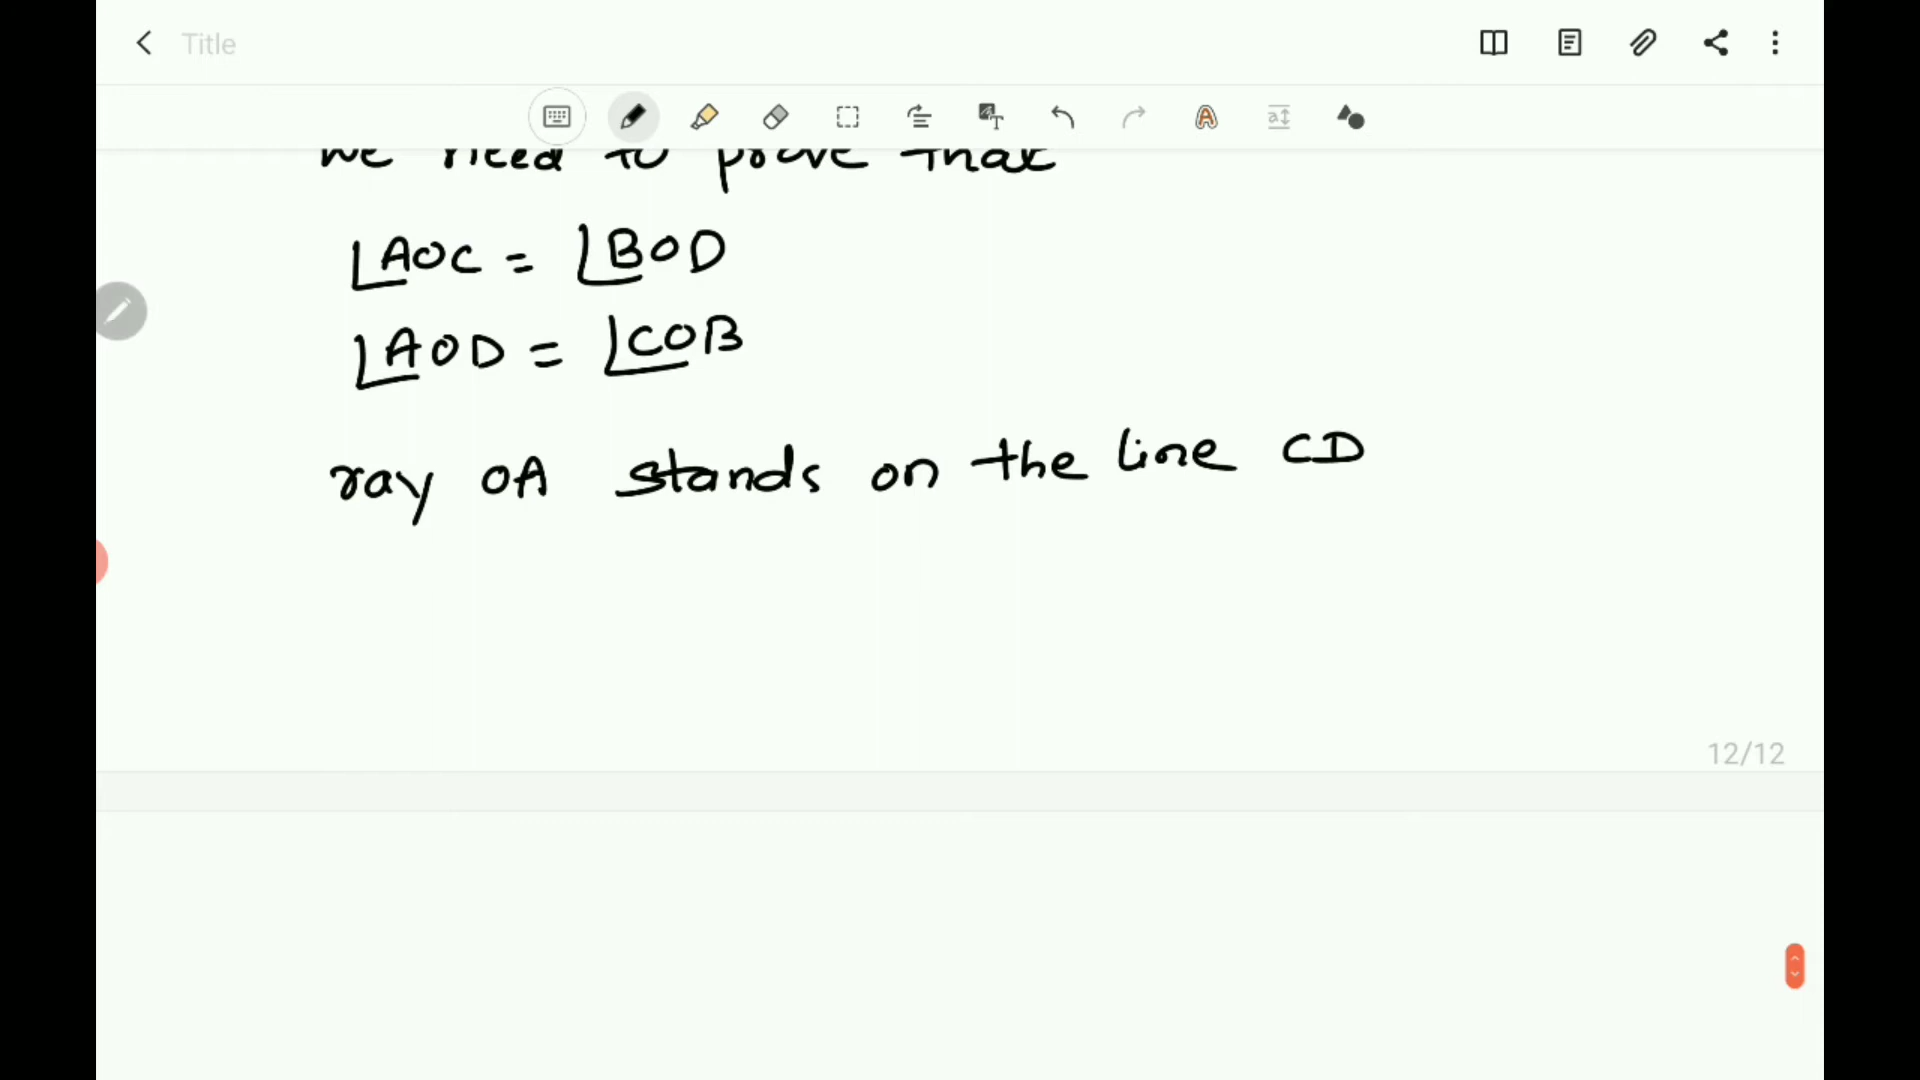 Title
we need to prove that
∠AOC = ∠BOD
∠AOD = ∠COB
ray OA stands on the line CD
12/12